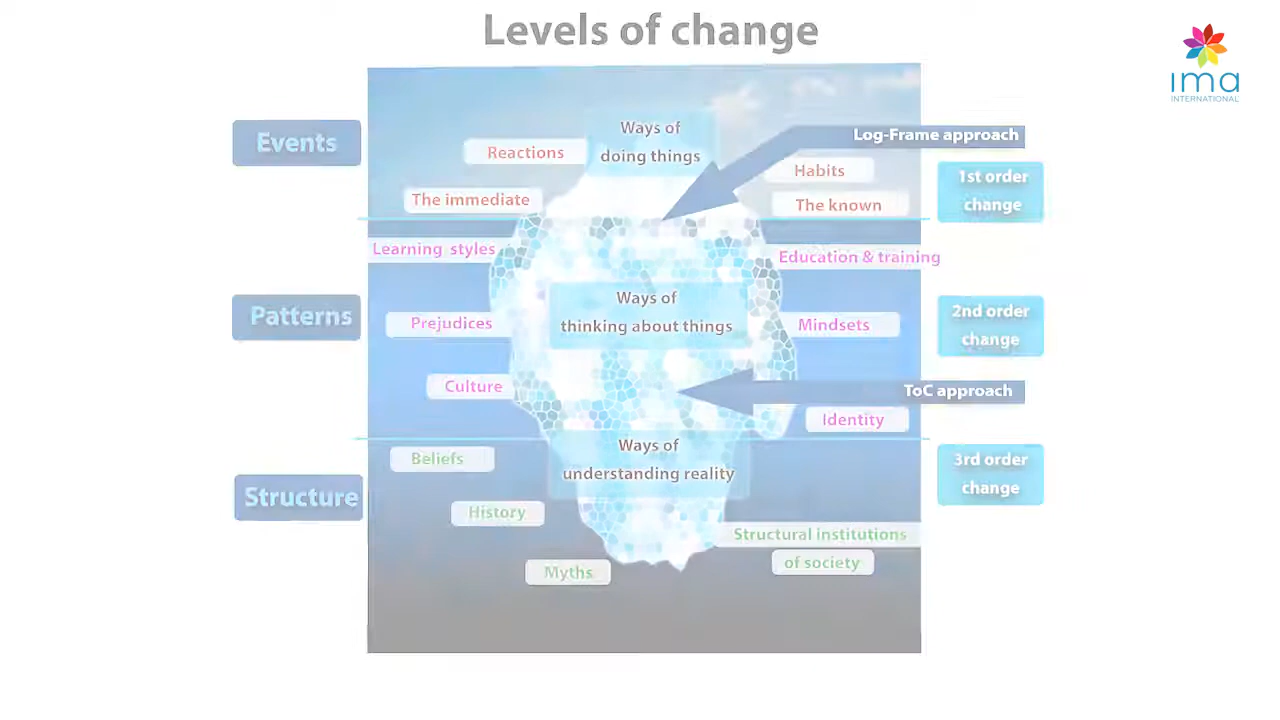 Levels of change
ima
INTERNATIONAL
Events
Reactions
Ways of
doing things
Log-Frame approach
Habits
1st order
change
The immediate
The known
Learning styles
Education & training
Patterns
Prejudices
Ways of
thinking about things
Mindsets
2nd order
change
Culture
ToC approach
Identity
Beliefs
Ways of
understanding reality
3rd order
change
Structure
History
Structural institutions
of society
Myths